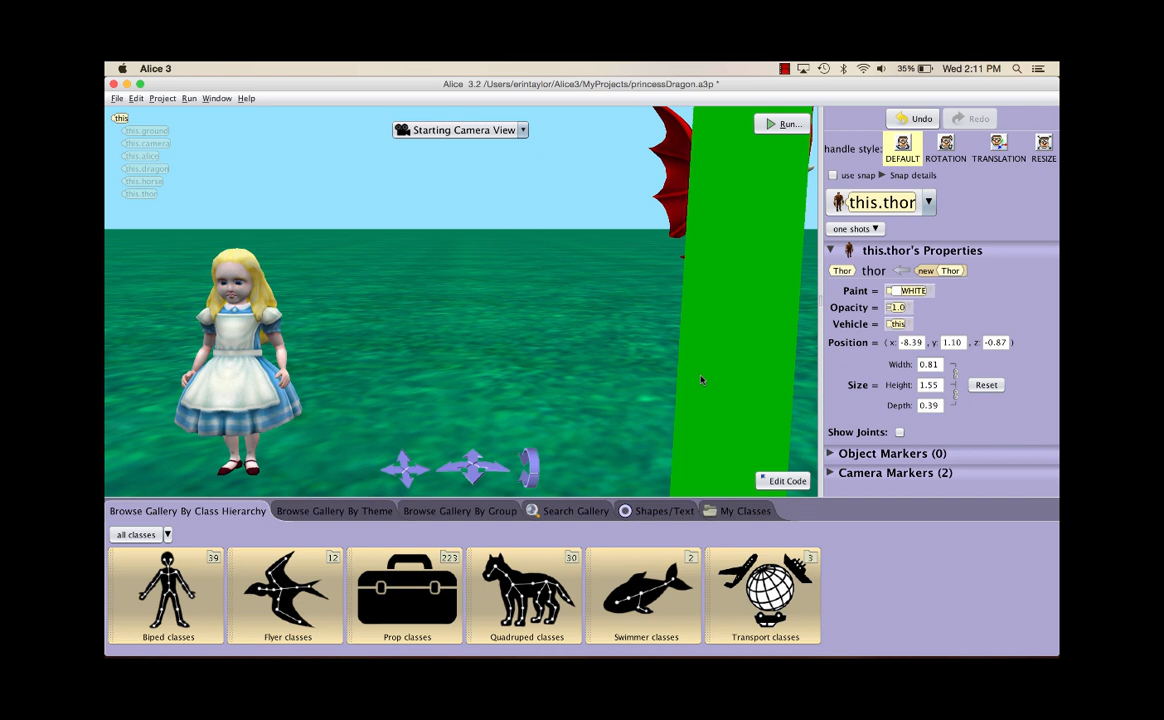 Alice 3
35%
Wed 2:11 PM
Alice 3.2 /Users/erintaylor/Alice3/MyProjects/princessDragon.a3p *
File Edit Project Run Window Help
this
this.ground
this.camera
this.alice
this.dragon
this.horse
this.thor
Starting Camera View
Run...
Edit Code
Undo
Redo
handle style:
DEFAULT
ROTATION
TRANSLATION
RESIZE
use snap
Snap details
this.thor
one shots
this.thor's Properties
Thor thor new Thor
Paint = WHITE
Opacity = 1.0
Vehicle = this
Position = ( x: -8.39 , y: 1.10 , z: -0.87 )
Width: 0.81
Size = Height: 1.55 Reset
Depth: 0.39
Show Joints:
Object Markers (0)
Camera Markers (2)
Browse Gallery By Class Hierarchy
Browse Gallery By Theme
Browse Gallery By Group
Search Gallery
Shapes/Text
My Classes
all classes
39
12
223
30
2
3
Biped classes
Flyer classes
Prop classes
Quadruped classes
Swimmer classes
Transport classes